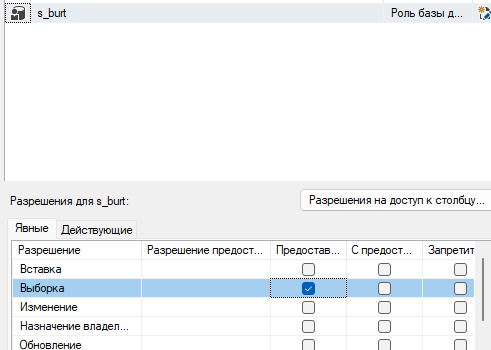 s_burt Роль базы д...
Разрешения для s_burt:
Разрешения на доступ к столбцу...
Явные Действующие
Разрешение Разрешение предост... Предостав... С предост... Запретит
Вставка
Выборка
Изменение
Назначение владел...
Обновление